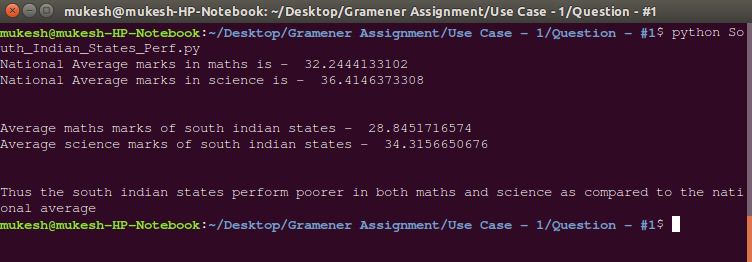 mukesh@mukesh-HP-Notebook: ~/Desktop/Gramener Assignment/Use Case - 1/Question - #1
mukesh@mukesh-HP-Notebook:~/Desktop/Gramener Assignment/Use Case - 1/Question - #1$ python So
uth_Indian_States_Perf.py
National Average marks in maths is -  32.2444133102
National Average marks in science is -  36.4146373308
Average maths marks of south indian states -  28.8451716574
Average science marks of south indian states -  34.3156650676
Thus the south indian states perform poorer in both maths and science as compared to the nati
onal average
mukesh@mukesh-HP-Notebook:~/Desktop/Gramener Assignment/Use Case - 1/Question - #1$